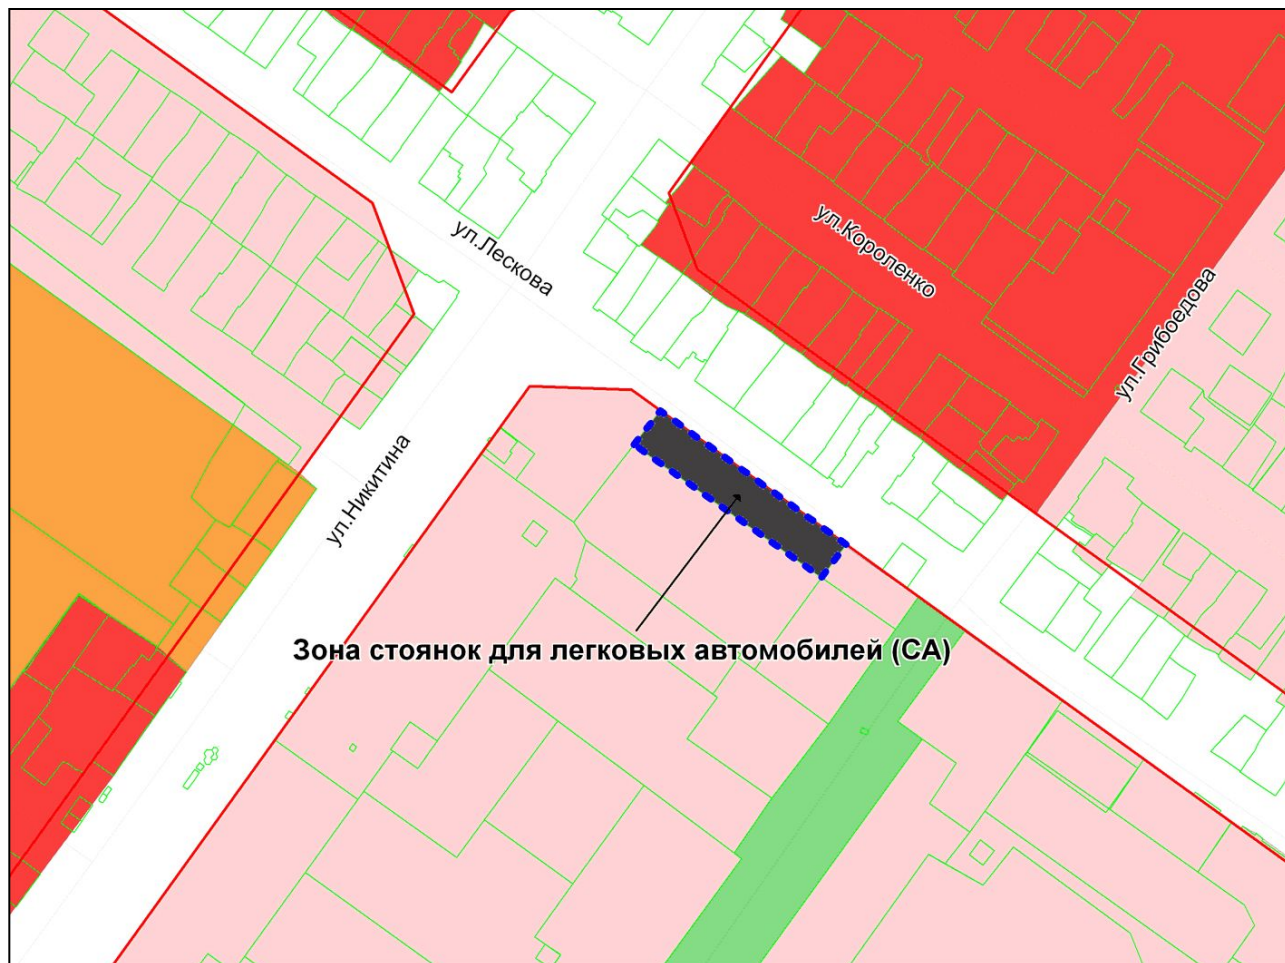 ул.Лескова
ул.Короленко
ул.Грибоедова
ул.Никитина
Зона стоянок для легковых автомобилей (СА)